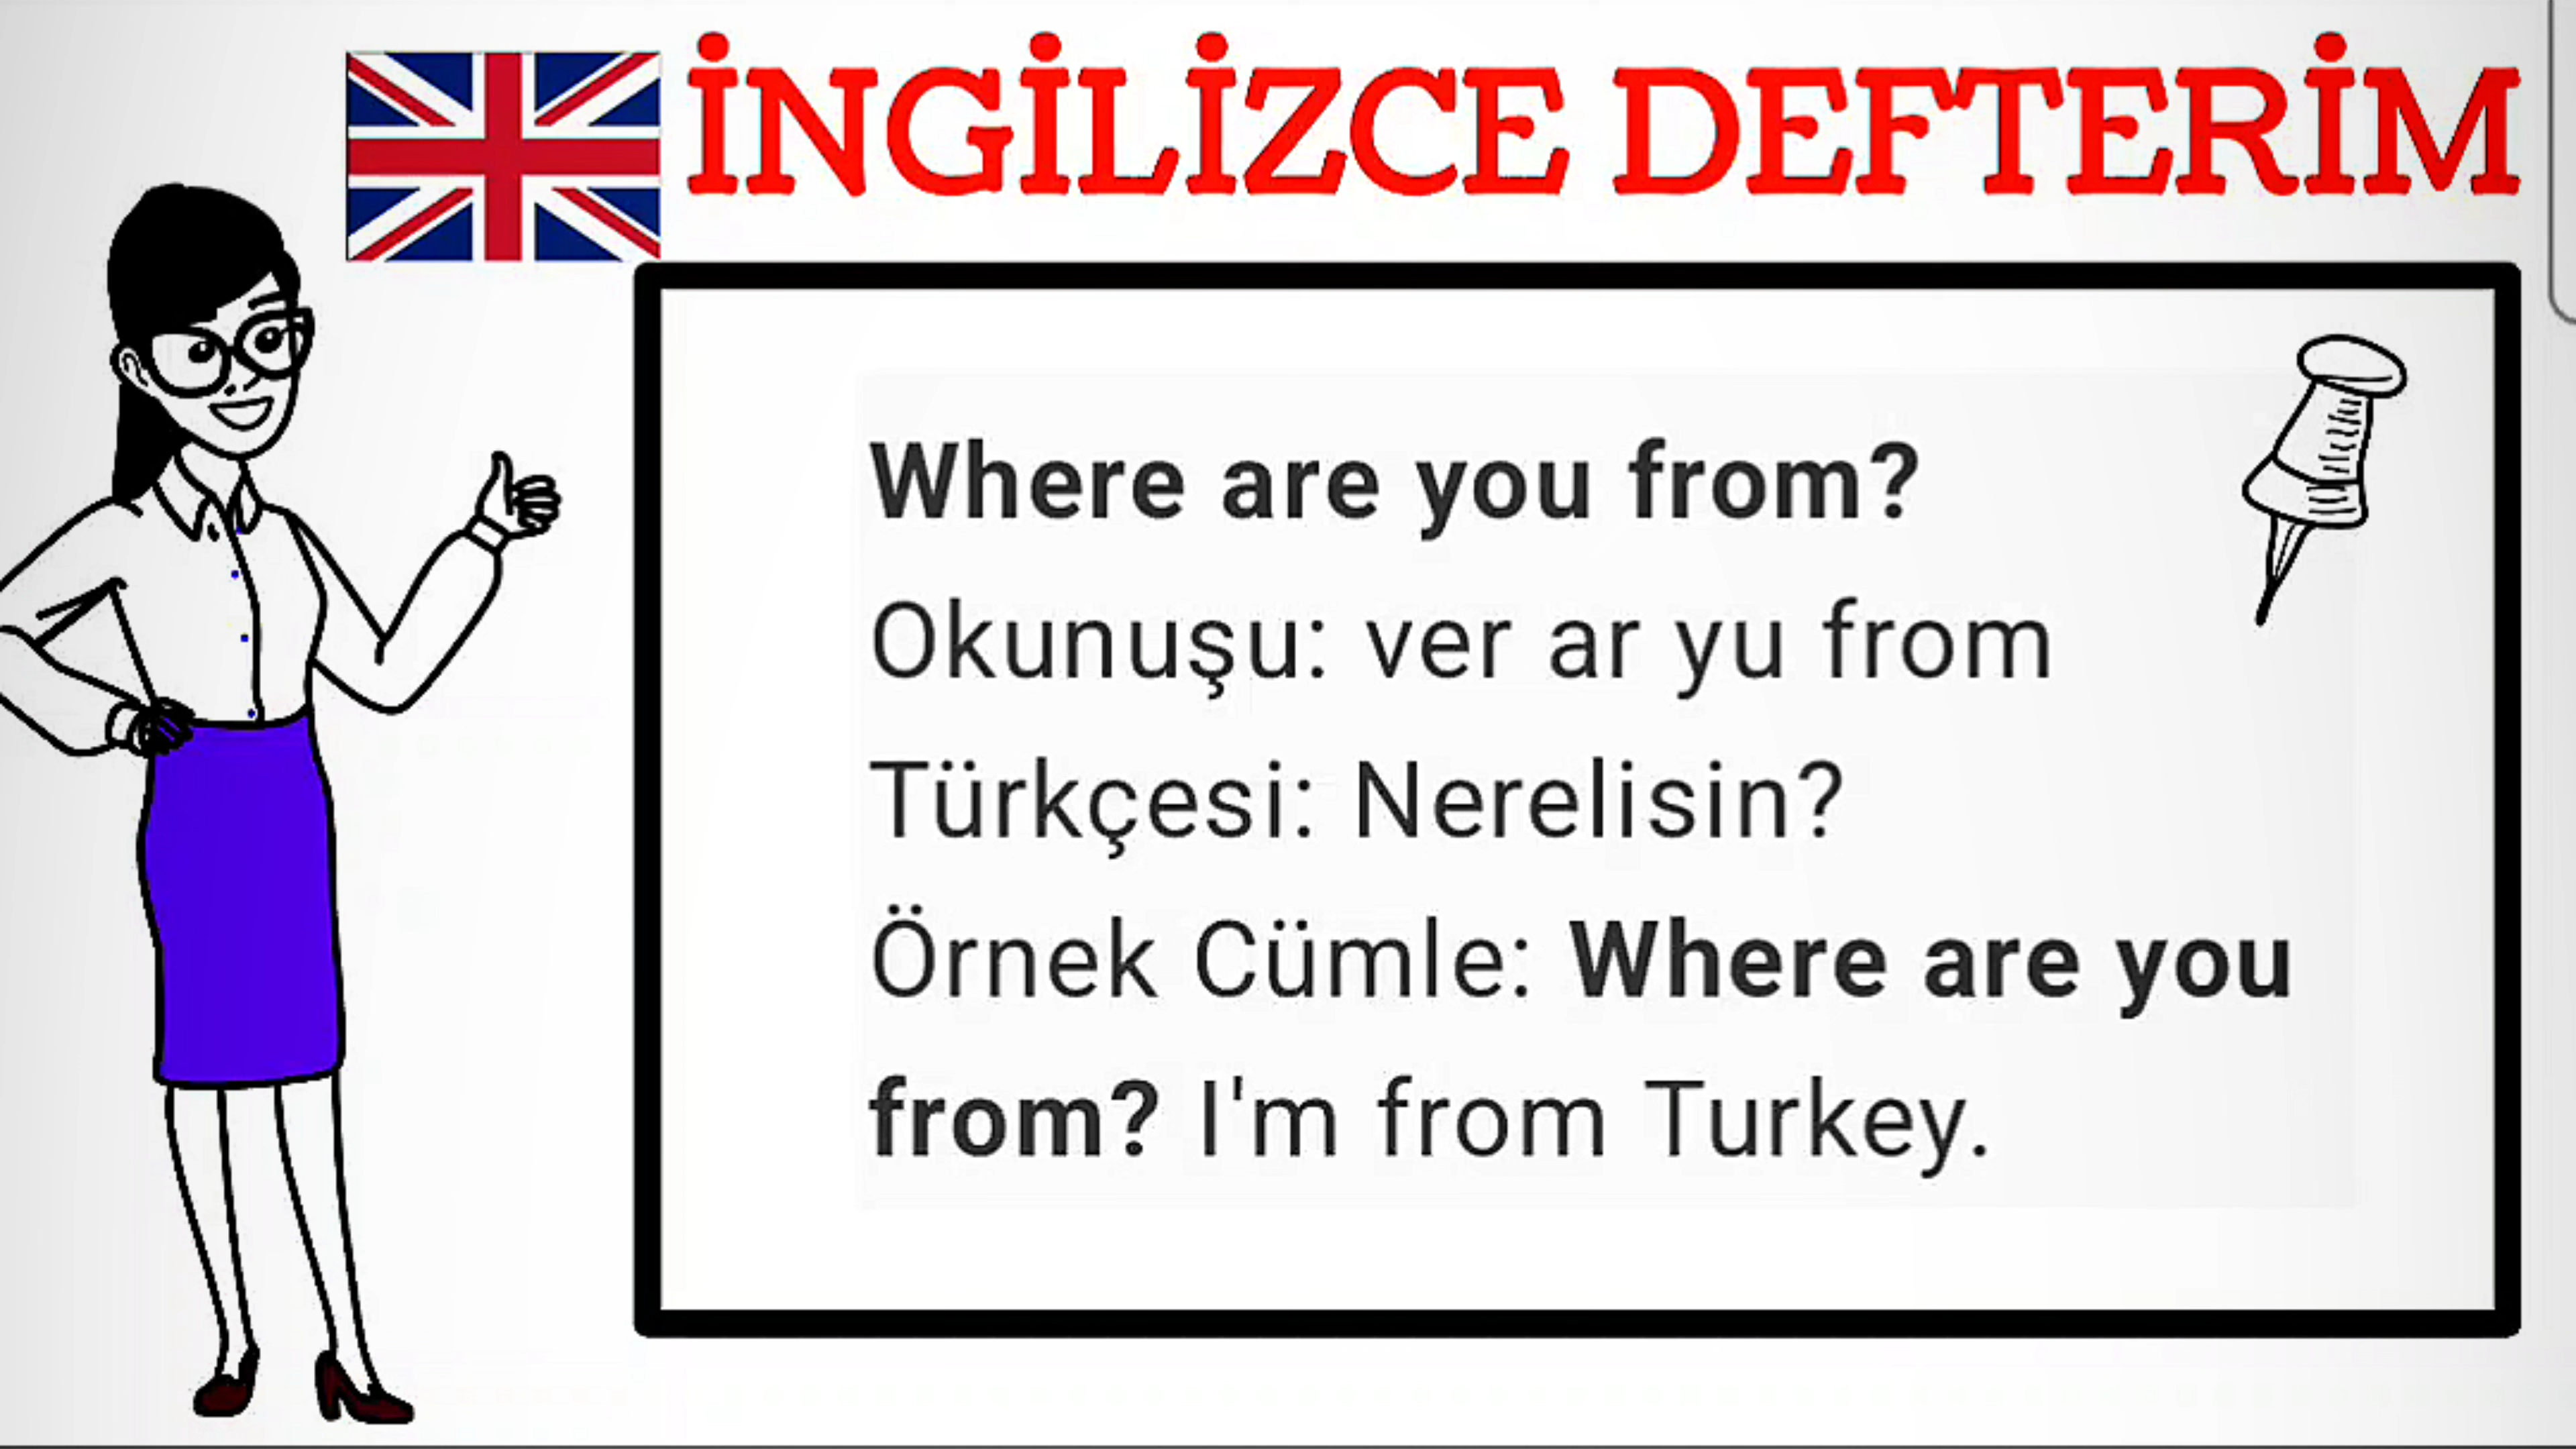 İNGİLİZCE DEFTERİM
Where are you from?
Okunuşu: ver ar yu from
Türkçesi: Nerelisin?
Örnek Cümle: Where are you
from? I'm from Turkey.